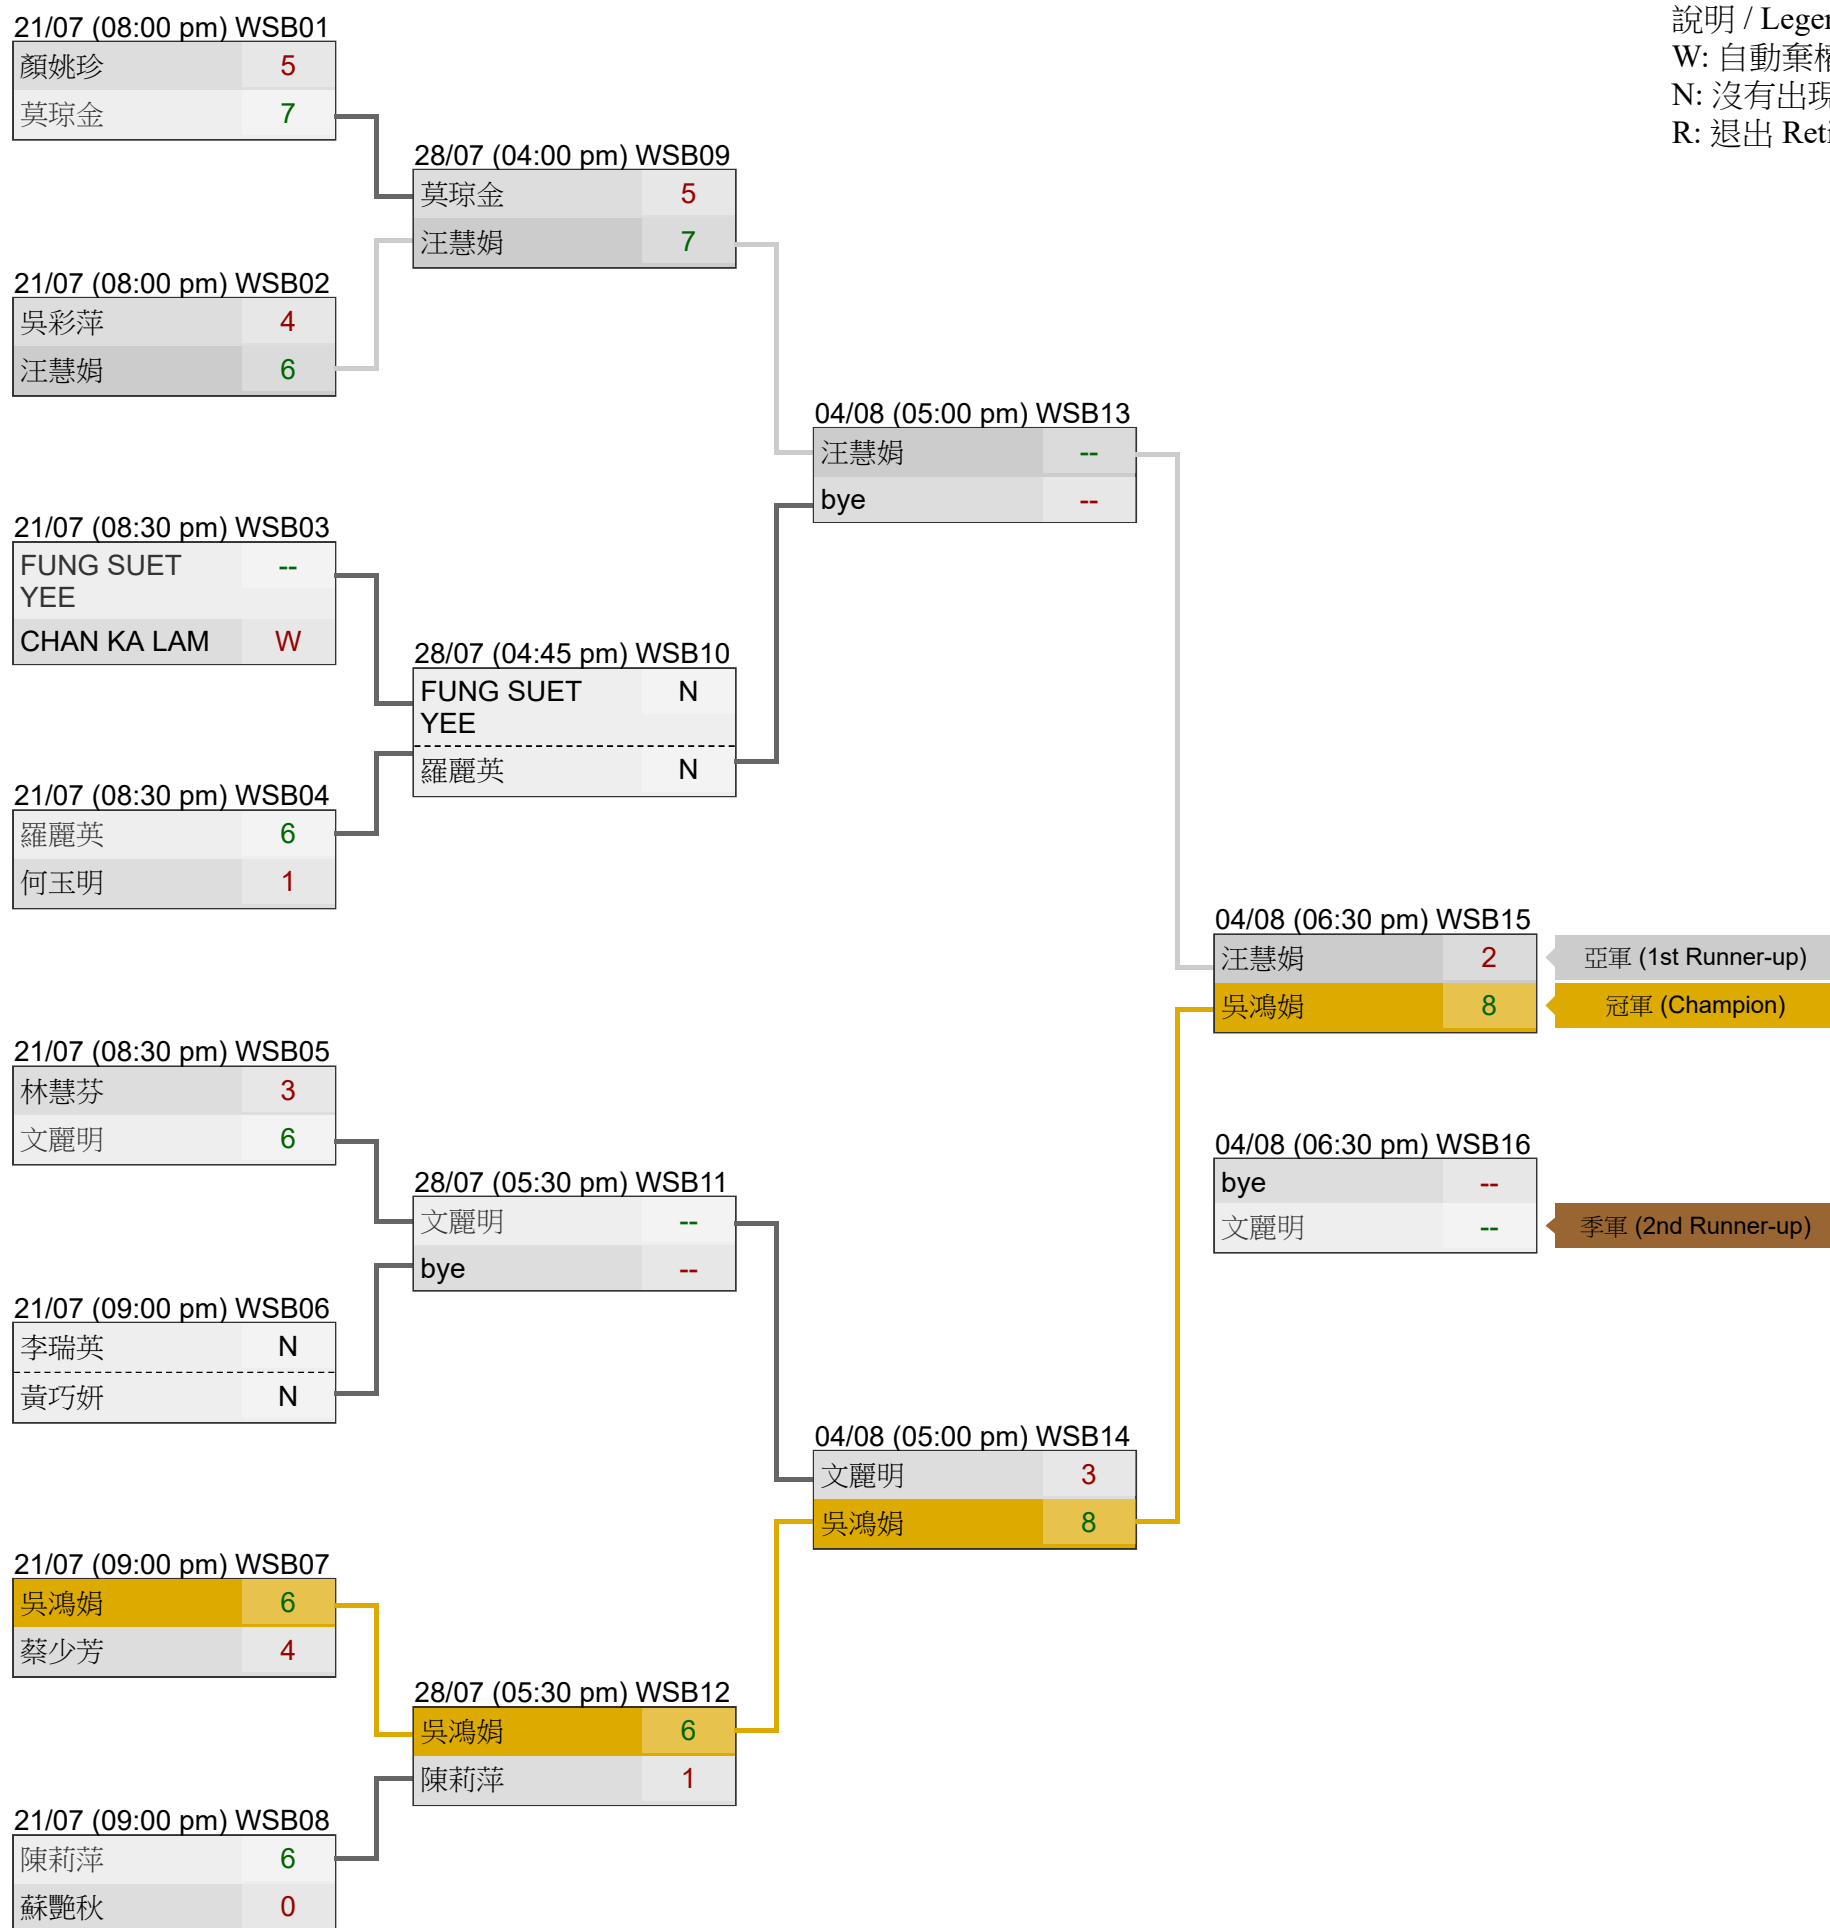 說明 / Leger
W: 自動棄權
N: 沒有出現
R: 退出 Reti
21/07 (08:00 pm) WSB01
顏姚珍 5
莫琼金 7
21/07 (08:00 pm) WSB02
吳彩萍 4
汪慧娟 6
21/07 (08:30 pm) WSB03
FUNG SUET --
YEE
CHAN KA LAM W
21/07 (08:30 pm) WSB04
羅麗英 6
何玉明 1
21/07 (08:30 pm) WSB05
林慧芬 3
文麗明 6
21/07 (09:00 pm) WSB06
李瑞英 N
黃巧妍 N
21/07 (09:00 pm) WSB07
吳鴻娟 6
蔡少芳 4
21/07 (09:00 pm) WSB08
陳莉萍 6
蘇艷秋 0
28/07 (04:00 pm) WSB09
莫琼金 5
汪慧娟 7
28/07 (04:45 pm) WSB10
FUNG SUET N
YEE
羅麗英 N
28/07 (05:30 pm) WSB11
文麗明 --
bye --
28/07 (05:30 pm) WSB12
吳鴻娟 6
陳莉萍 1
04/08 (05:00 pm) WSB13
汪慧娟 --
bye --
04/08 (05:00 pm) WSB14
文麗明 3
吳鴻娟 8
04/08 (06:30 pm) WSB15
汪慧娟 2 亞軍 (1st Runner-up)
吳鴻娟 8 冠軍 (Champion)
04/08 (06:30 pm) WSB16
bye --
文麗明 -- 季軍 (2nd Runner-up)